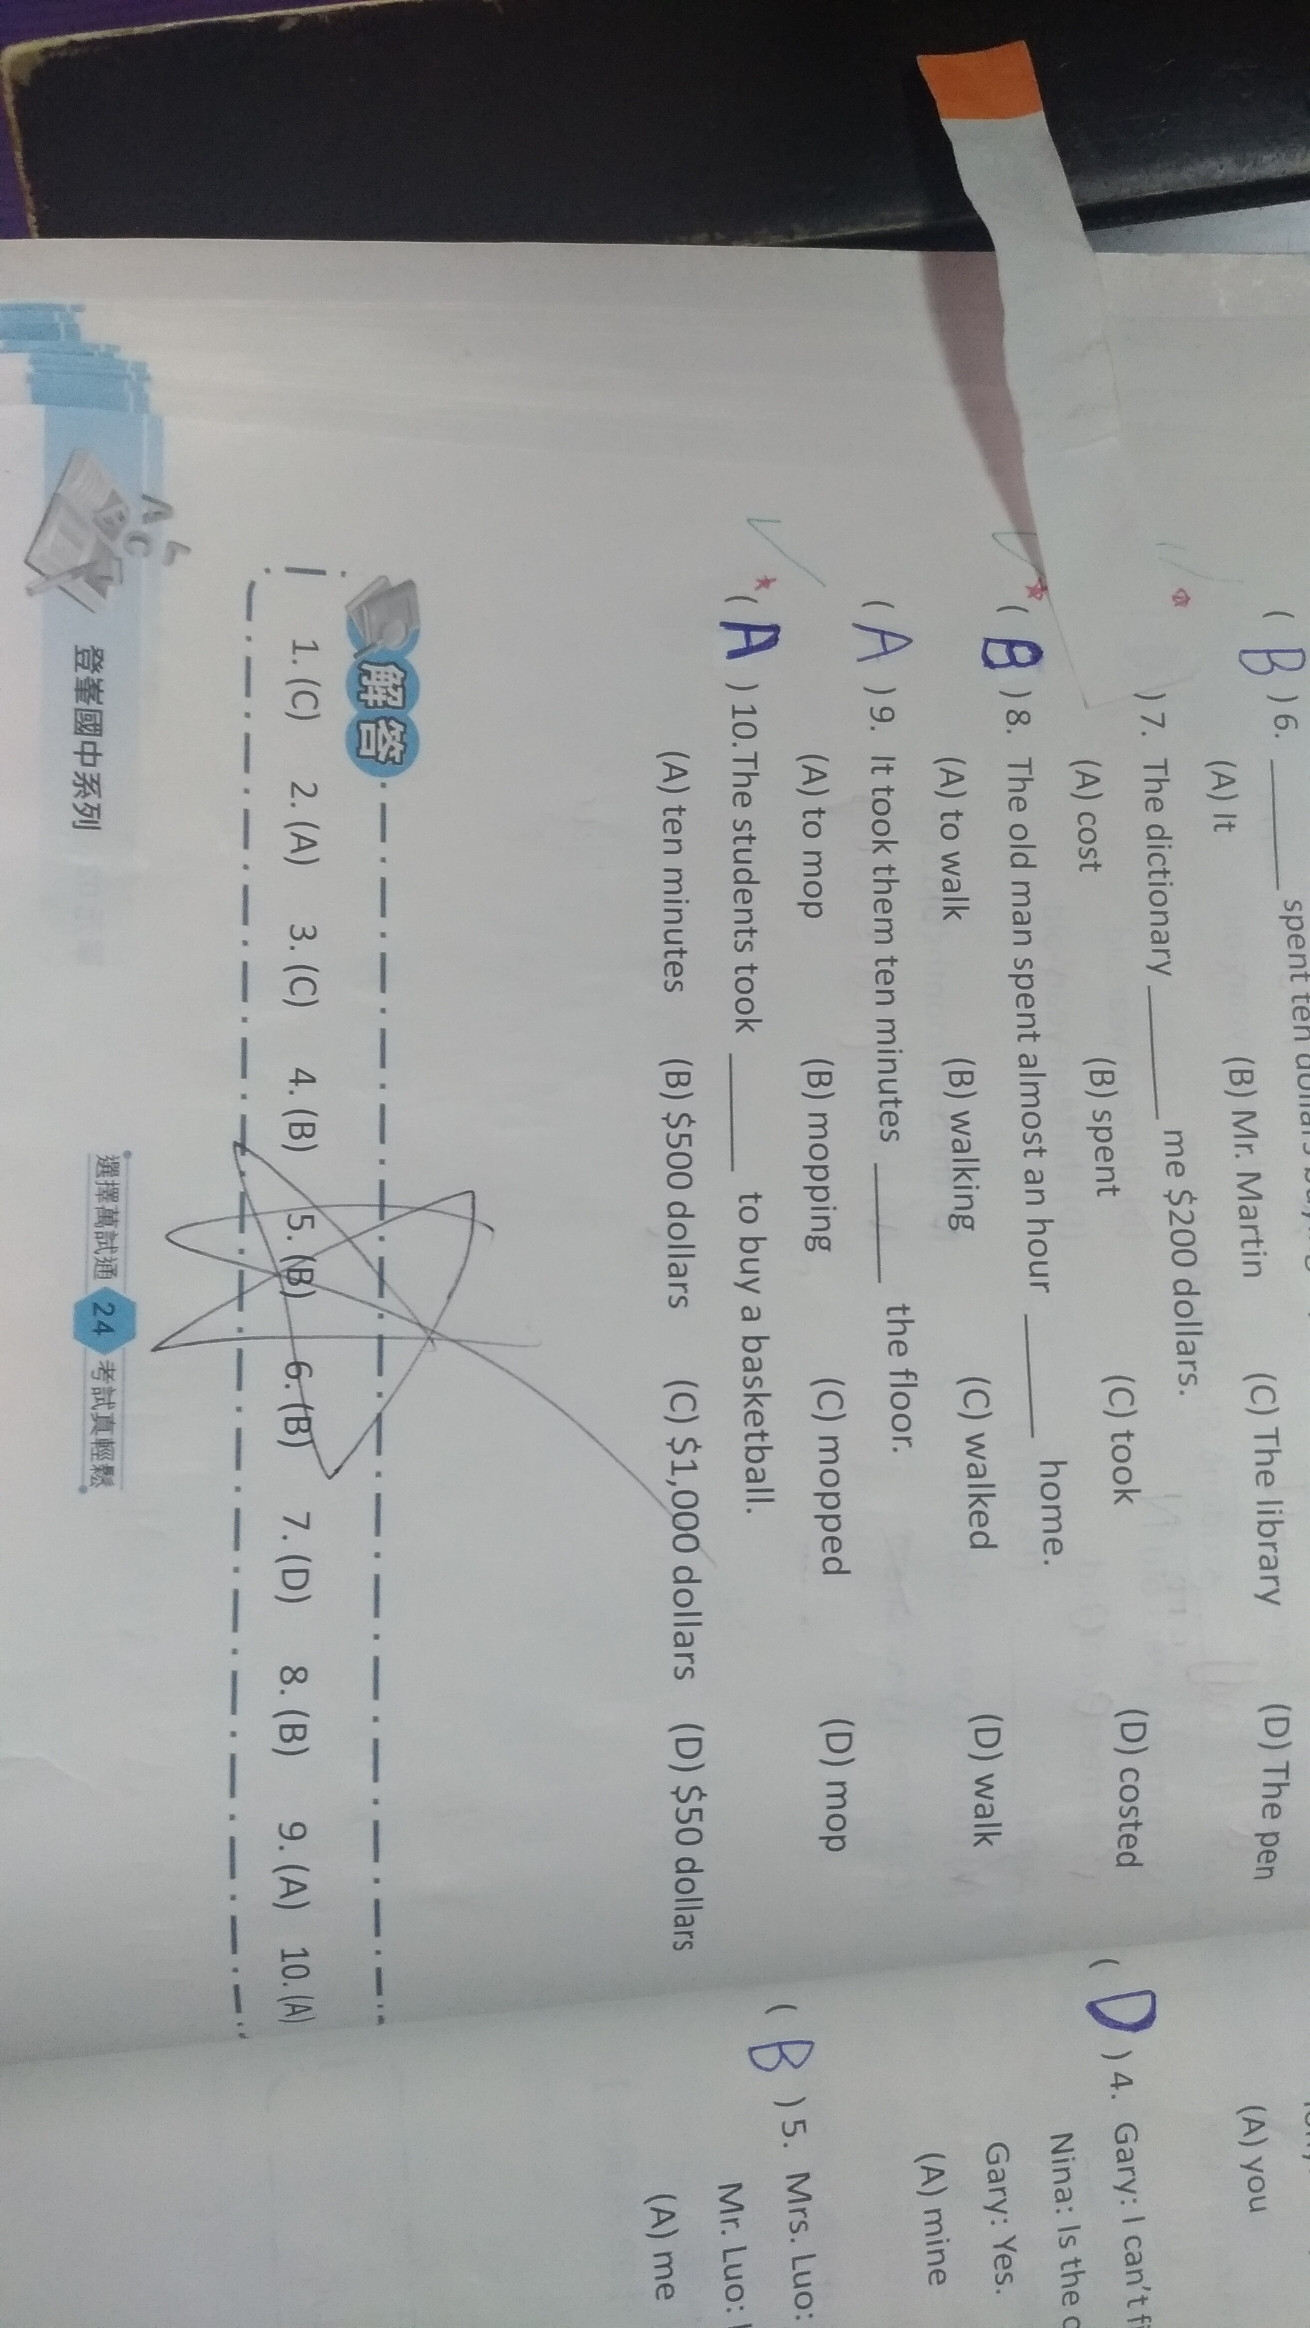 spent ten dollars
( B ) 6. ______
(A) It (B) Mr. Martin (C) The library (D) The pen
) 7. The dictionary ______ me $200 dollars.
(A) cost (B) spent (C) took (D) costed
( B ) 8. The old man spent almost an hour ______ home.
(A) to walk (B) walking (C) walked (D) walk
( A ) 9. It took them ten minutes ______ the floor.
(A) to mop (B) mopping (C) mopped (D) mop
( A ) 10.The students took ______ to buy a basketball.
(A) ten minutes (B) $500 dollars (C) $1,000 dollars (D) $50 dollars
解答
1. (C) 2. (A) 3. (C) 4. (B) 5. (B) 6. (B) 7. (D) 8. (B) 9. (A) 10. (A)
A
C
登峯國中系列
選擇萬試通 24 考試真輕鬆
(A) you
( D ) 4. Gary: I can't
Nina: Is the
Gary: Yes.
(A) mine
( B ) 5. Mrs. Luo:
Mr. Luo:
(A) me